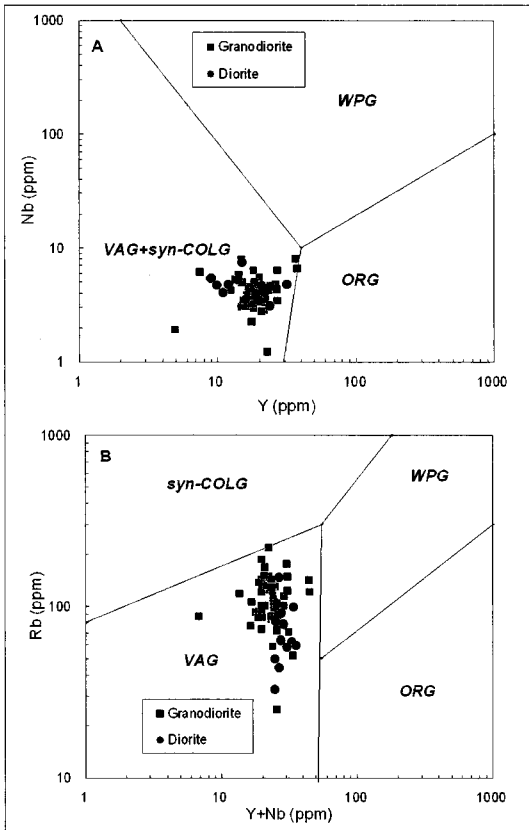 A
Granodiorite
Diorite
WPG
VAG+syn-COLG
ORG
Nb (ppm)
1000
100
10
1
1
10
100
1000
Y (ppm)
B
syn-COLG
WPG
VAG
ORG
Granodiorite
Diorite
Rb (ppm)
1000
100
10
1
10
100
1000
Y+Nb (ppm)